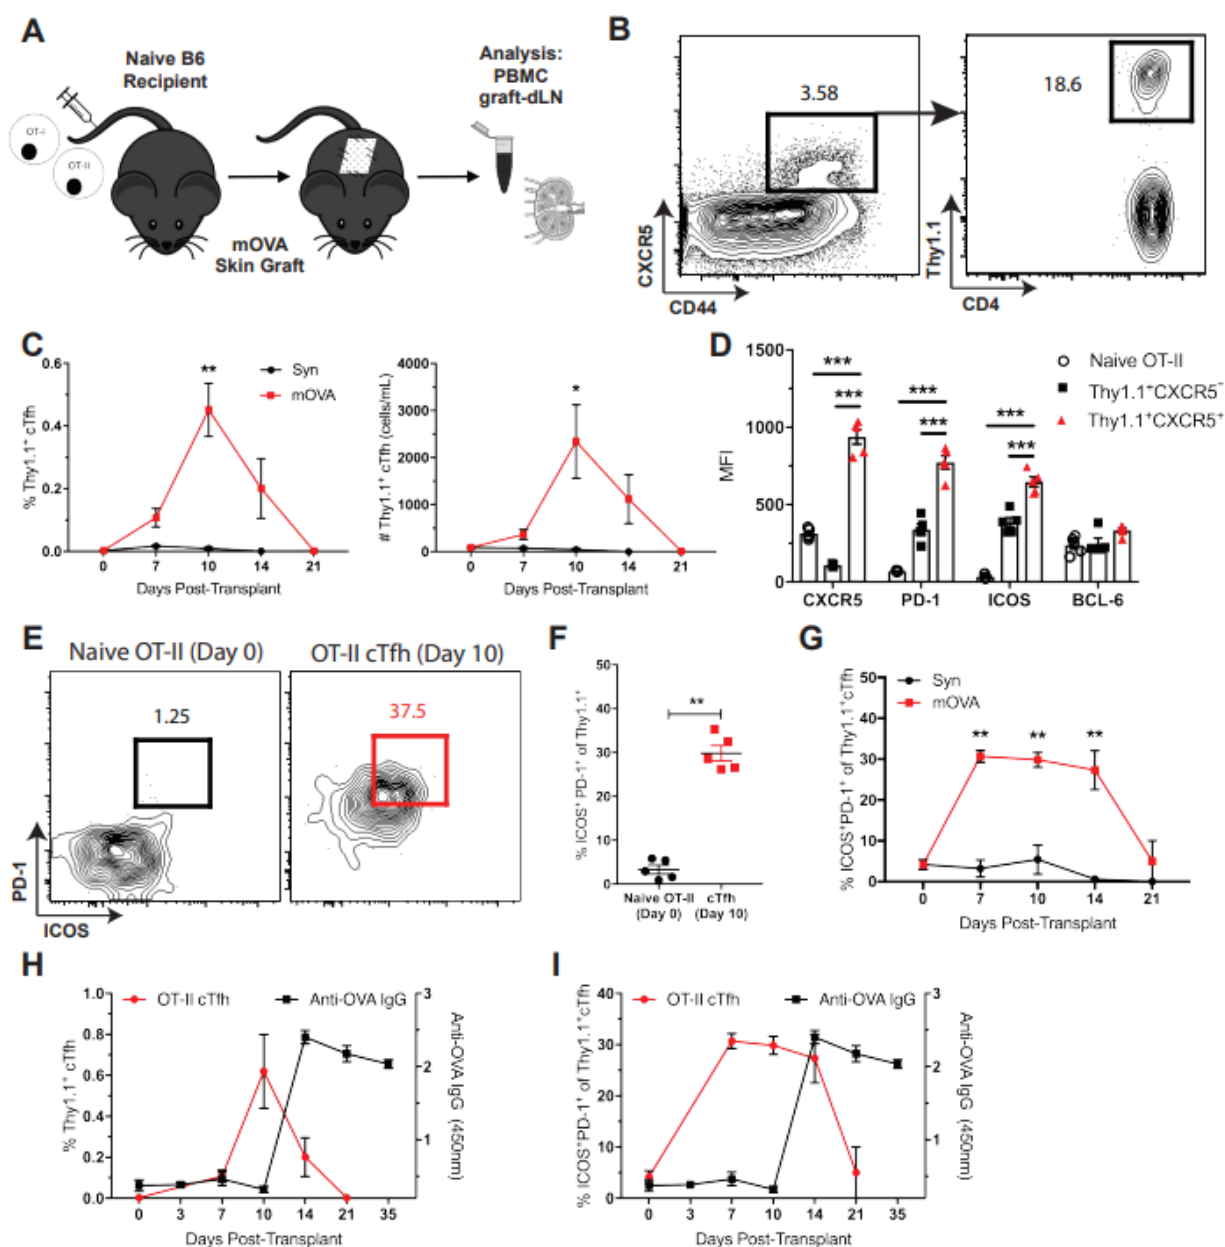 A
Naive B6
Recipient
OT-I
OT-II
mOVA
Skin Graft
Analysis:
PBMC
graft-dLN
B
3.58
18.6
CXCR5
CD44
Thy1.1
CD4
C
% Thy1.1⁺ cTfh
0.6
0.4
0.2
0.0
**
Syn
mOVA
0 7 10 14 21
Days Post-Transplant
# Thy1.1⁺ cTfh (cells/mL)
4000
3000
2000
1000
0
*
0 7 10 14 21
Days Post-Transplant
D
MFI
1500
1000
500
0
*** ***
*** ***
*** ***
Naive OT-II
Thy1.1⁺CXCR5⁻
Thy1.1⁺CXCR5⁺
CXCR5 PD-1 ICOS BCL-6
E
Naive OT-II (Day 0)
OT-II cTfh (Day 10)
1.25
37.5
PD-1
ICOS
F
% ICOS⁺ PD-1⁺ of Thy1.1⁺
50
40
30
20
10
0
**
Naive OT-II
(Day 0)
cTfh
(Day 10)
G
% ICOS⁺PD-1⁺ of Thy1.1⁺cTfh
50
40
30
20
10
0
Syn
mOVA
** ** **
0 7 10 14 21
Days Post-Transplant
H
OT-II cTfh
Anti-OVA IgG
% Thy1.1⁺ cTfh
1.0
0.8
0.6
0.4
0.2
0.0
3
2
1
Anti-OVA IgG (450nm)
0 3 7 10 14 21 35
Days Post-Transplant
I
OT-II cTfh
Anti-OVA IgG
% ICOS⁺PD-1⁺ of Thy1.1⁺cTfh
40
30
20
10
0
3
2
1
Anti-OVA IgG (450nm)
0 3 7 10 14 21 35
Days Post-Transplant